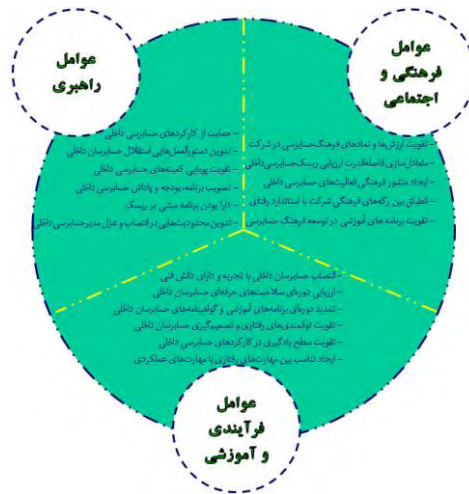 عوامل
فرهنگی و
اجتماعی
– تقویت ارزش‌ها و نمادهای فرهنگ حسابرسی در شرکت
– متعادل‌سازی فاصله قدرت ارزیابی ریسک حسابرسی داخلی
– ایجاد منشور فرهنگی فعالیت‌های حسابرسی داخلی
– انطباق بین رگه‌های فرهنگی شرکت با استاندارد رفتاری
– تقویت برنامه های آموزشی در توسعه فرهنگ حسابرسی
عوامل
راهبری
– حمایت از کارکردهای حسابرسی داخلی
– تدوین دستورالعمل‌هایی استقلال حسابرسان داخلی
– تقویت پویایی کمیته‌های حسابرسی داخلی
– تصویب برنامه، بودجه و پاداش حسابرسی داخلی
– دارا بودن برنامه مبتنی بر ریسک
– تدوین محدودیت‌هایی در انتصاب و عزل مدیر حسابرسی داخلی
– انتصاب حسابرسان داخلی با تجربه و دارای دانش فنی
– ارزیابی دوره‌ای صلاحیت‌های حرفه‌ای حسابرسان داخلی
– تمدید دوره‌ای برنامه‌های آموزشی و گواهینامه‌های حسابرسان داخلی
– تقویت توانمندی‌های رفتاری و تصمیم‌گیری حسابرسان داخلی
– تقویت سطح یادگیری در کارکردهای حسابرسی داخلی
– ایجاد تناسب بین مهارت‌های رفتاری با مهارت‌های عملکردی
عوامل
فرآیندی
و آموزشی